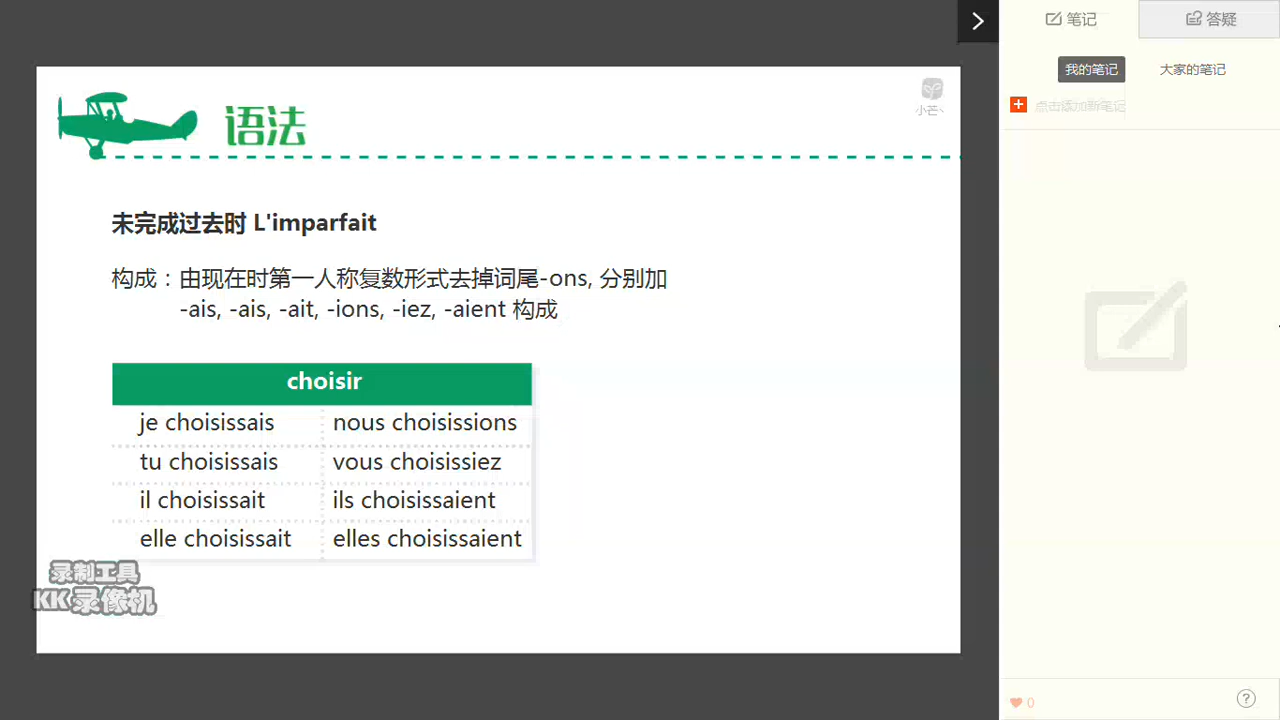 笔记
答疑
我的笔记
大家的笔记
点击添加新笔记
小芒丶
语法
未完成过去时 L'imparfait
构成：由现在时第一人称复数形式去掉词尾-ons, 分别加
-ais, -ais, -ait, -ions, -iez, -aient 构成
choisir
je choisissais
nous choisissions
tu choisissais
vous choisissiez
il choisissait
ils choisissaient
elle choisissait
elles choisissaient
录制工具
KK 录像机
0